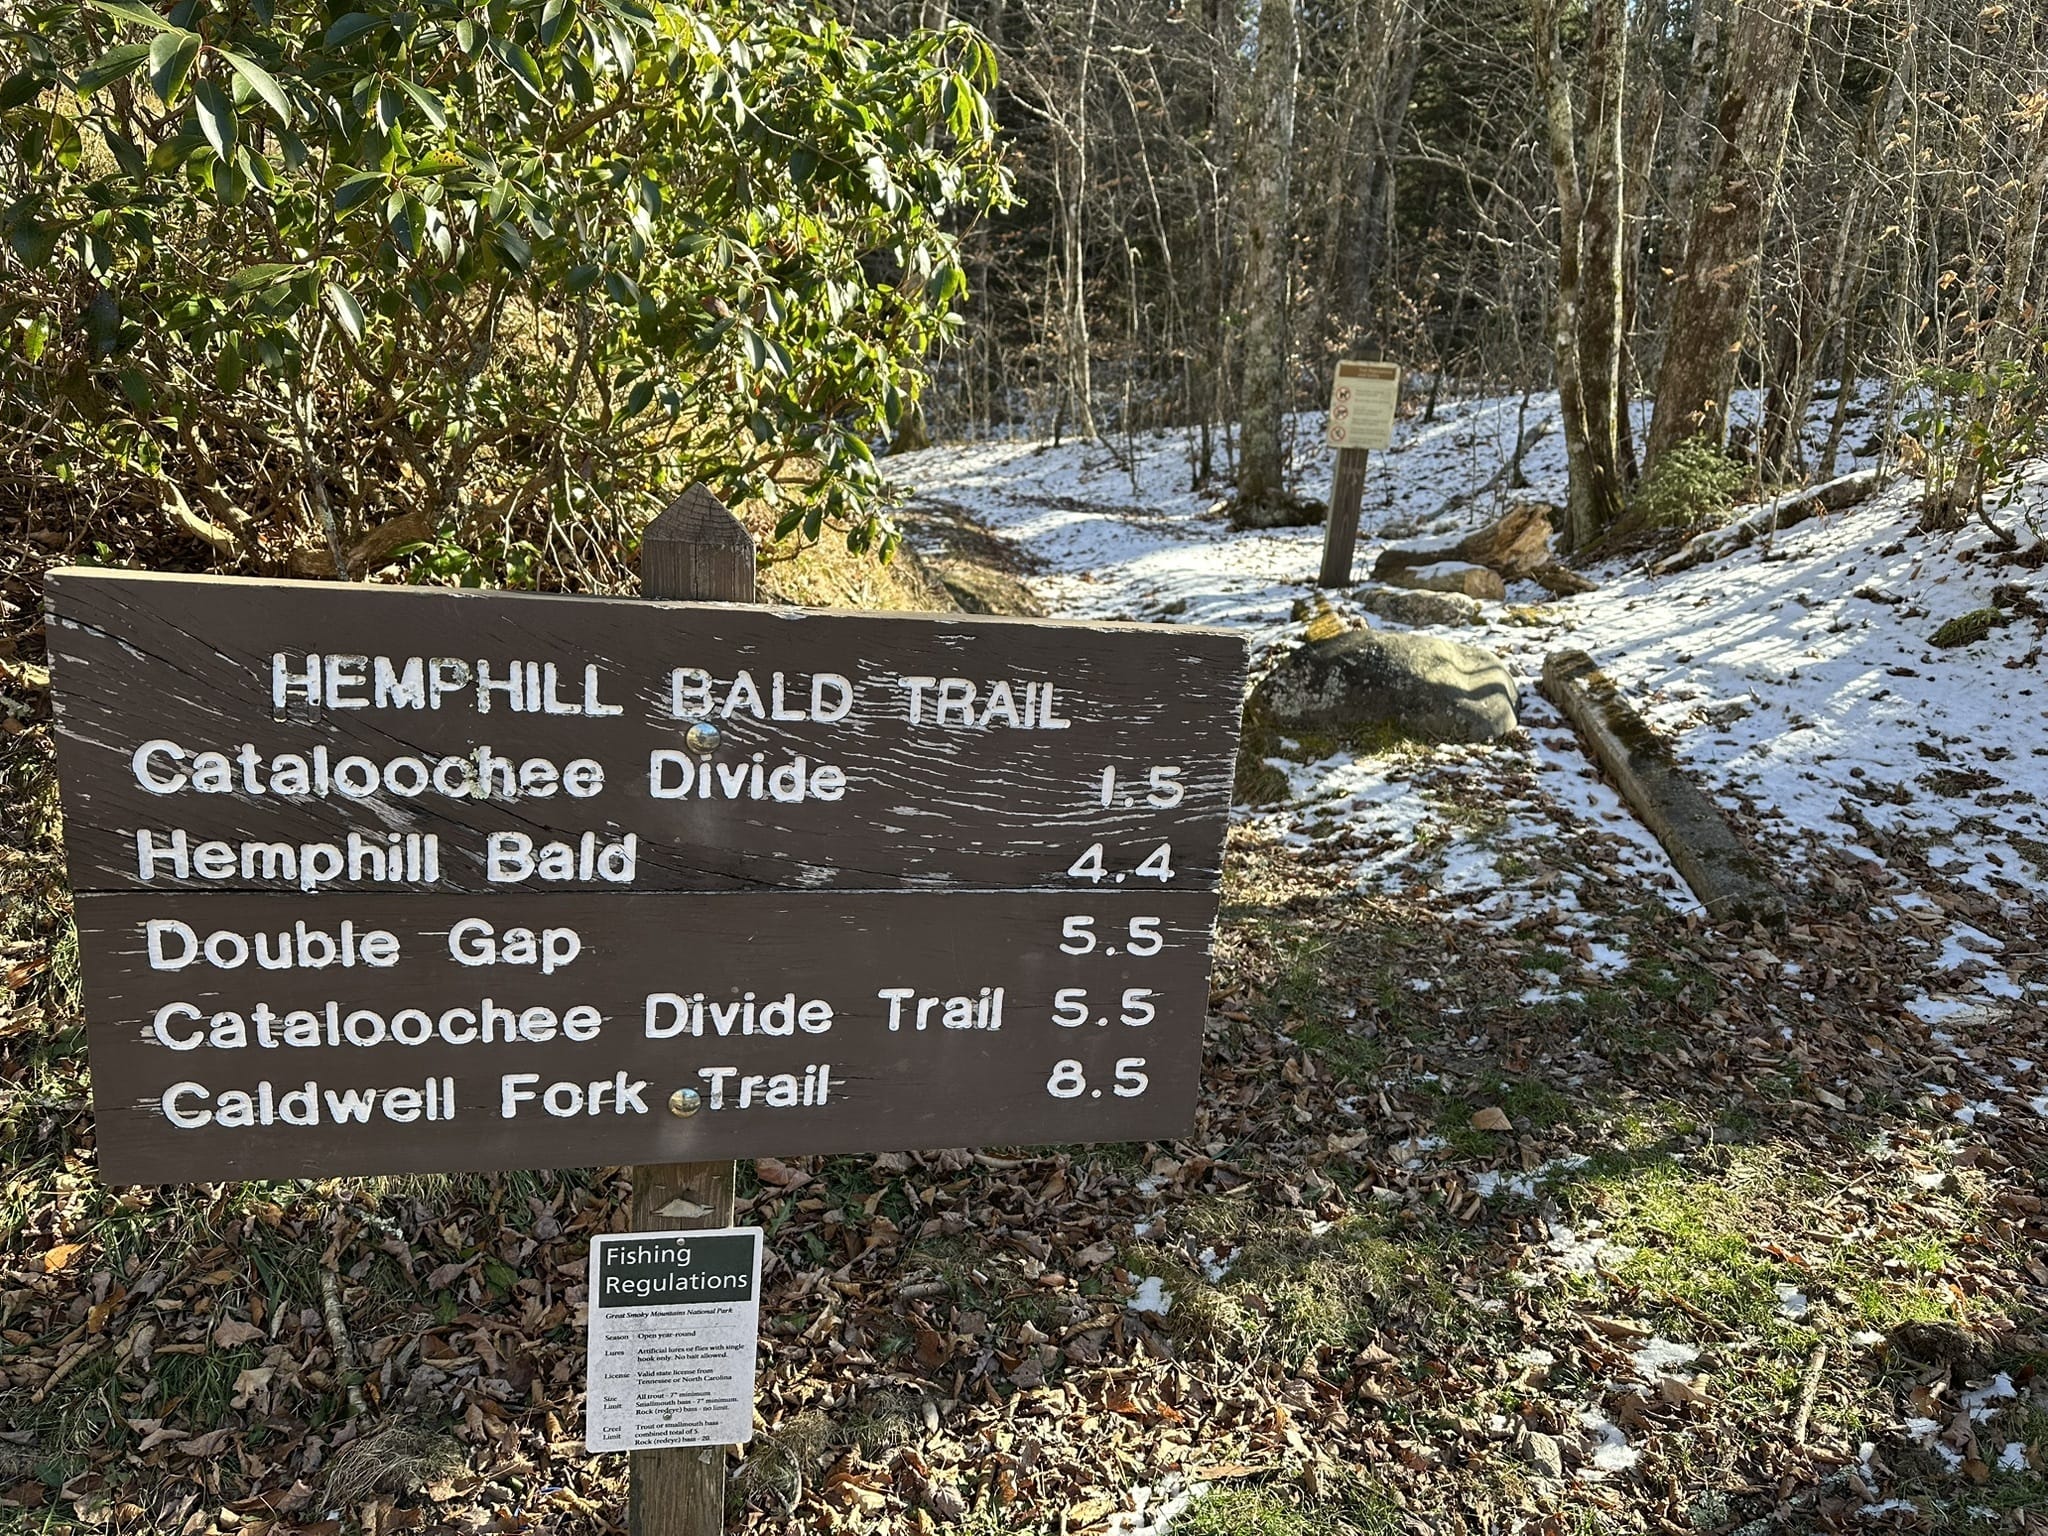 HEMPHILL BALD TRAIL
Cataloochee Divide 1.5
Hemphill Bald 4.4
Double Gap 5.5
Cataloochee Divide Trail 5.5
Caldwell Fork Trail 8.5
Fishing
Regulations
Great Smoky Mountains National Park
Season Open year-round
Lures Artificial lures or flies with single
hook only. No bait allowed.
License Valid state license from
Tennessee or North Carolina
Size All trout - 7" minimum
Limit Smallmouth bass - 7" minimum.
Rock (redeye) bass - no limit.
Creel Trout or smallmouth bass -
Limit combined total of 5.
Rock (redeye) bass - 20.